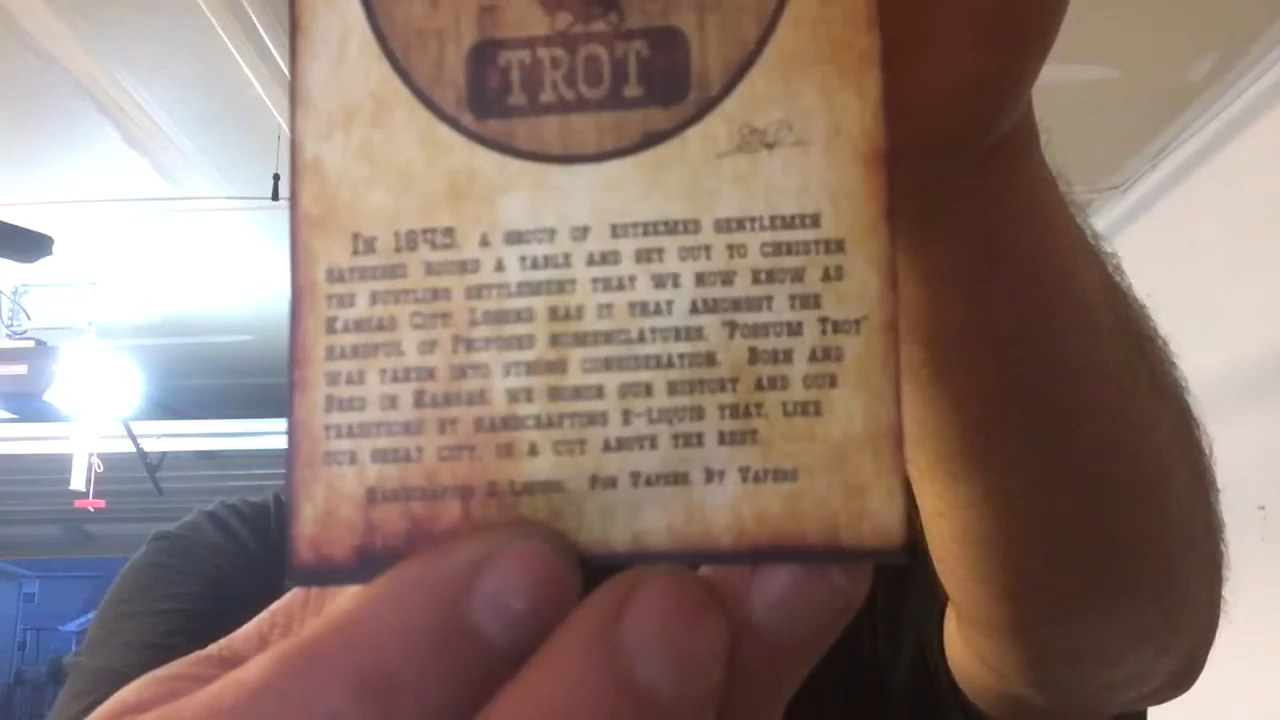 TROT
In 1843, a group of esteemed gentlemen
gathered round a table and set out to christen
the bustling settlement that we now know as
Kansas City. Legend has it that amongst the
handful of Proposed nomenclatures, "Possum Trot"
was taken into strong consideration. Born and
Bred in Kansas, we honor our history and our
traditions by handcrafting E-Liquid that, like
our great city, is a cut above the rest.
Handcrafted E-Liquid. For Vapers, By Vapers